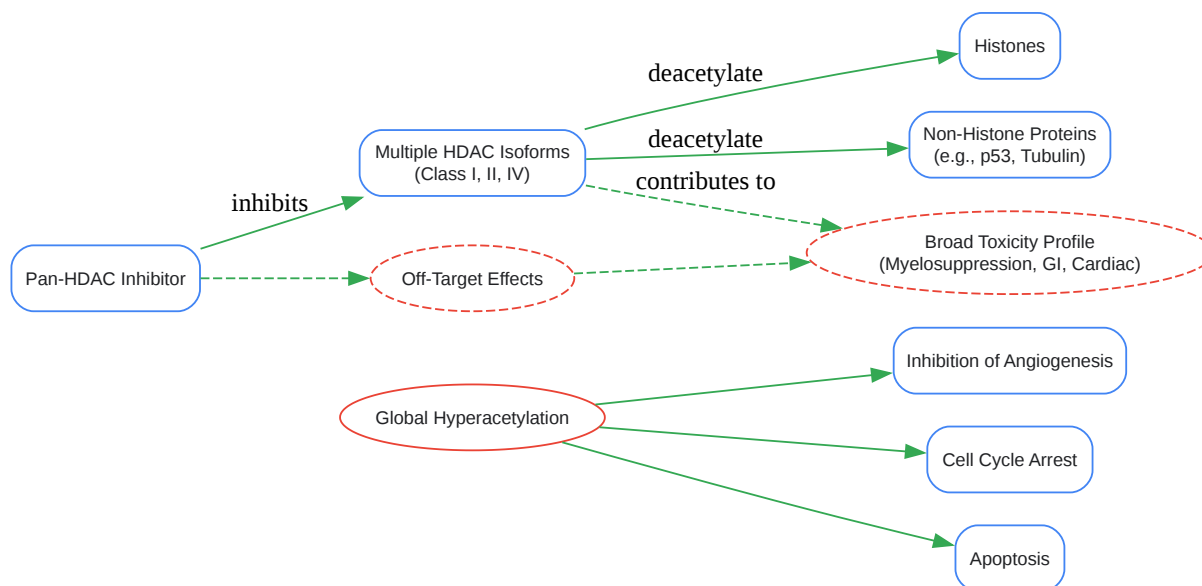 Histones
deacetylate
Non-Histone Proteins
(e.g., p53, Tubulin)
deacetylate
Multiple HDAC Isoforms
(Class I, II, IV)
contributes to
inhibits
Broad Toxicity Profile
(Myelosuppression, GI, Cardiac)
Pan-HDAC Inhibitor
Off-Target Effects
Inhibition of Angiogenesis
Global Hyperacetylation
Cell Cycle Arrest
Apoptosis